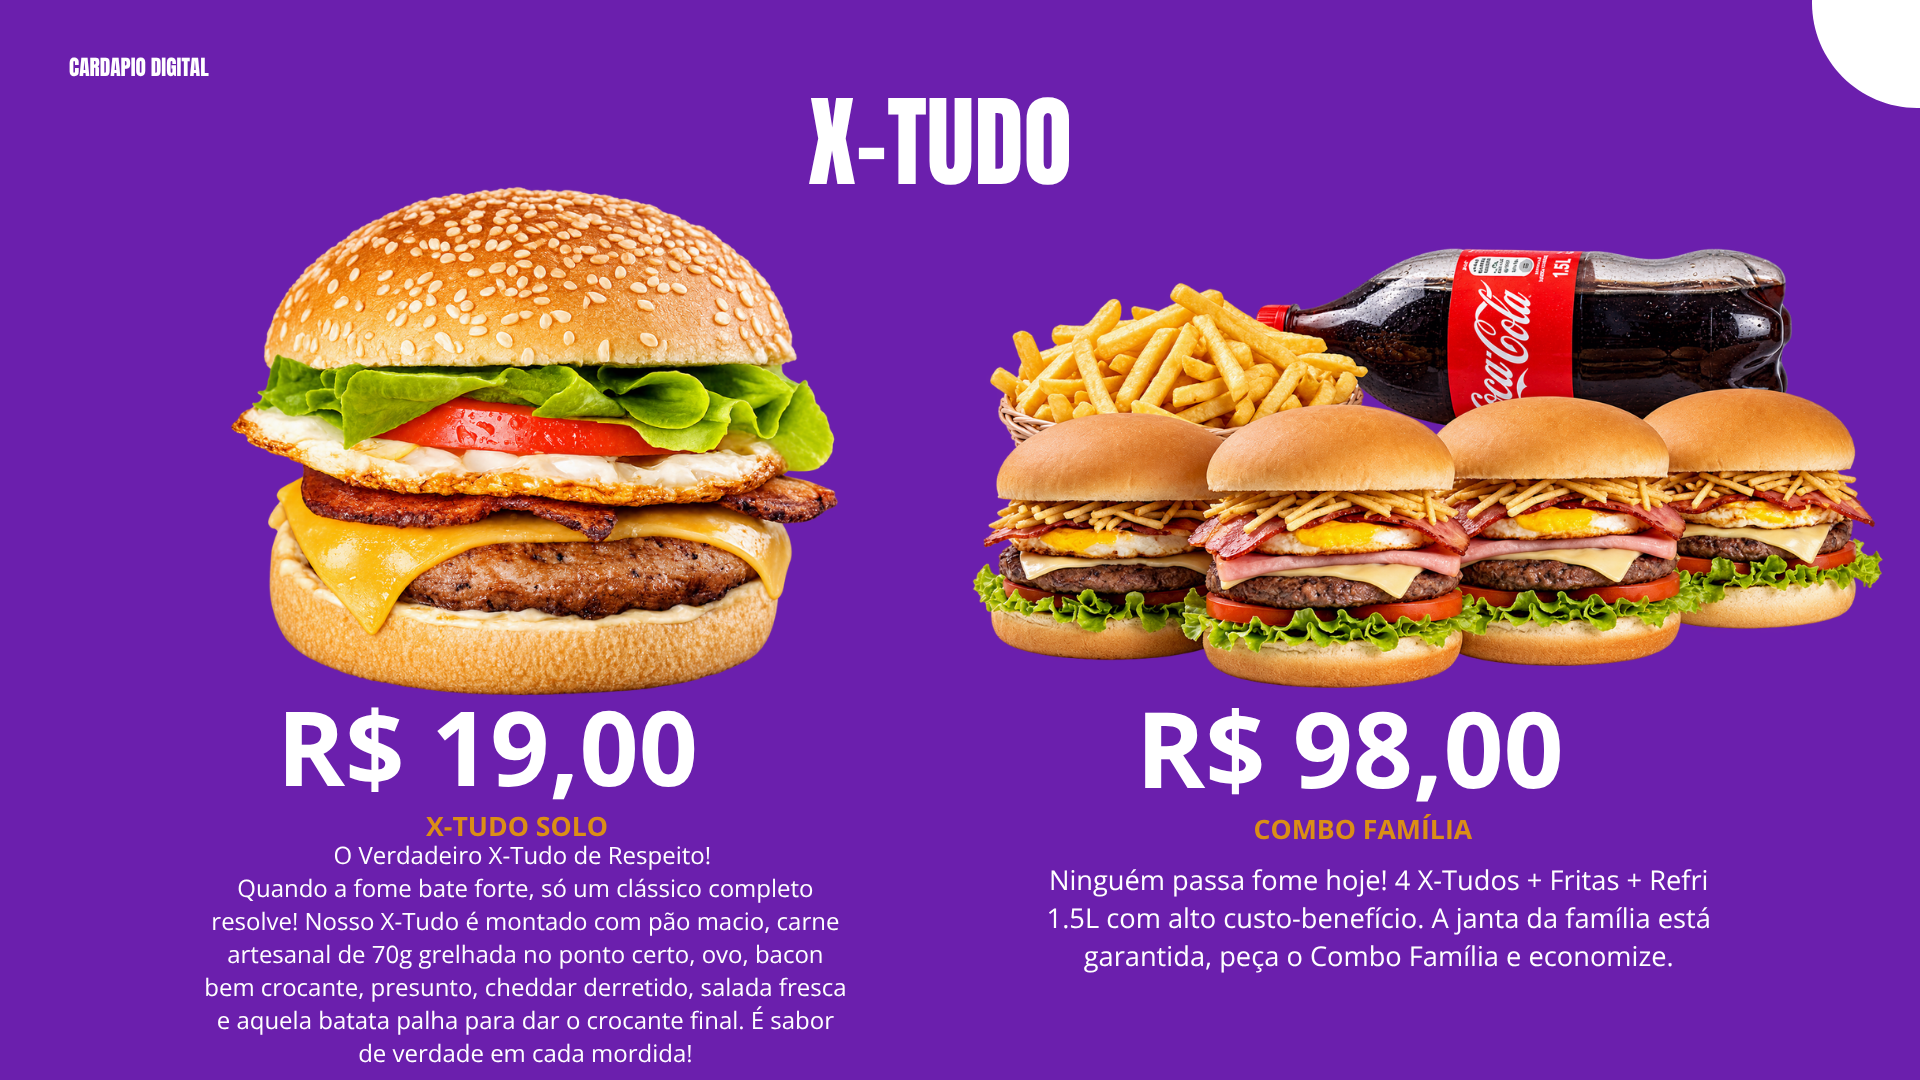 CARDAPIO DIGITAL
X-TUDO
1.5L
Coca-Cola
R$ 19,00
X-TUDO SOLO
O Verdadeiro X-Tudo de Respeito!
Quando a fome bate forte, só um clássico completo
resolve! Nosso X-Tudo é montado com pão macio, carne
artesanal de 70g grelhada no ponto certo, ovo, bacon
bem crocante, presunto, cheddar derretido, salada fresca
e aquela batata palha para dar o crocante final. É sabor
de verdade em cada mordida!
R$ 98,00
COMBO FAMÍLIA
Ninguém passa fome hoje! 4 X-Tudos + Fritas + Refri
1.5L com alto custo-benefício. A janta da família está
garantida, peça o Combo Família e economize.